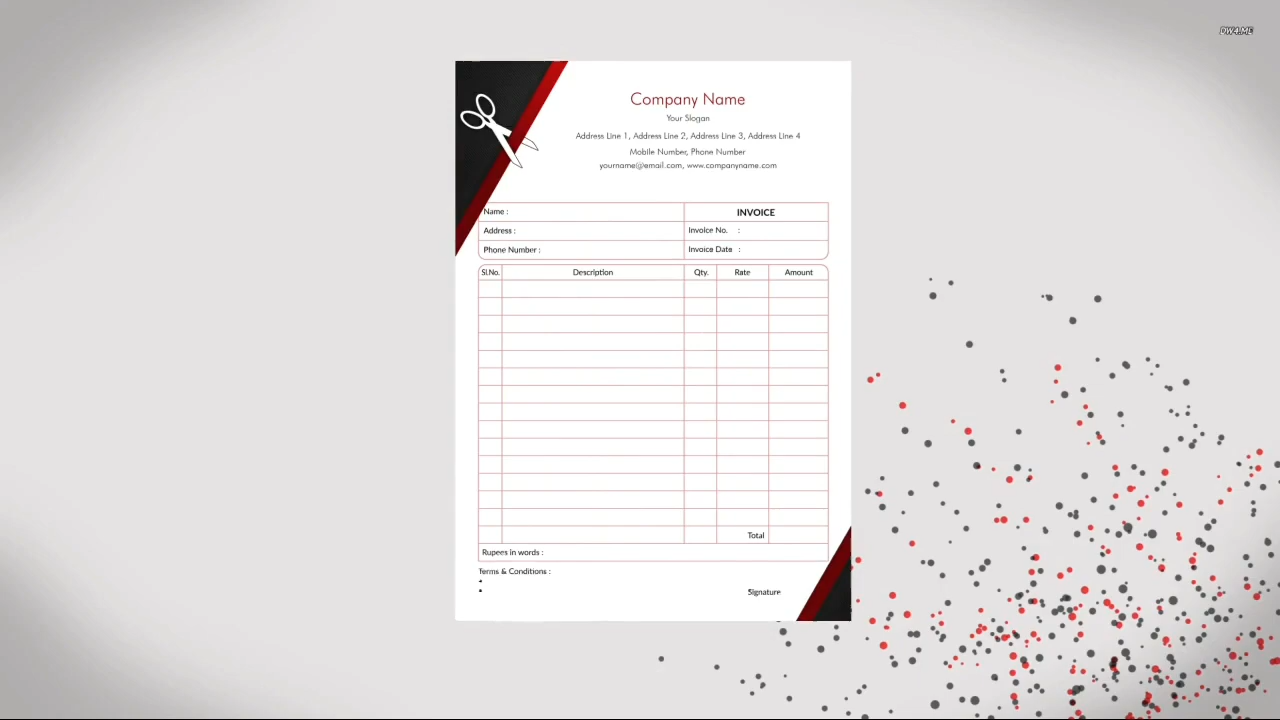 DW4.ME
Company Name
Your Slogan
Address Line 1, Address Line 2, Address Line 3, Address Line 4
Mobile Number, Phone Number
yourname@email.com, www.companyname.com
Name :
INVOICE
Address :
Invoice No. :
Phone Number :
Invoice Date :
Sl.No. Description Qty. Rate Amount
Total
Rupees in words :
Terms & Conditions :
Signature